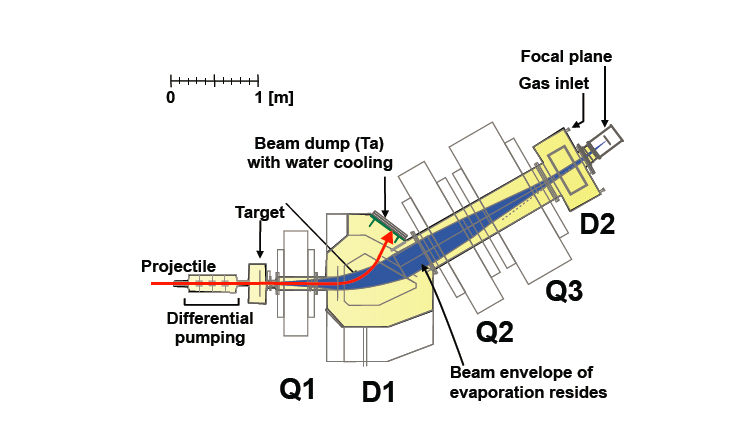 Focal plane
Gas inlet
0 1 [m]
Beam dump (Ta)
with water cooling
Target
D2
Projectile
Q3
Differential
pumping
Q2
Beam envelope of
evaporation resides
Q1
D1